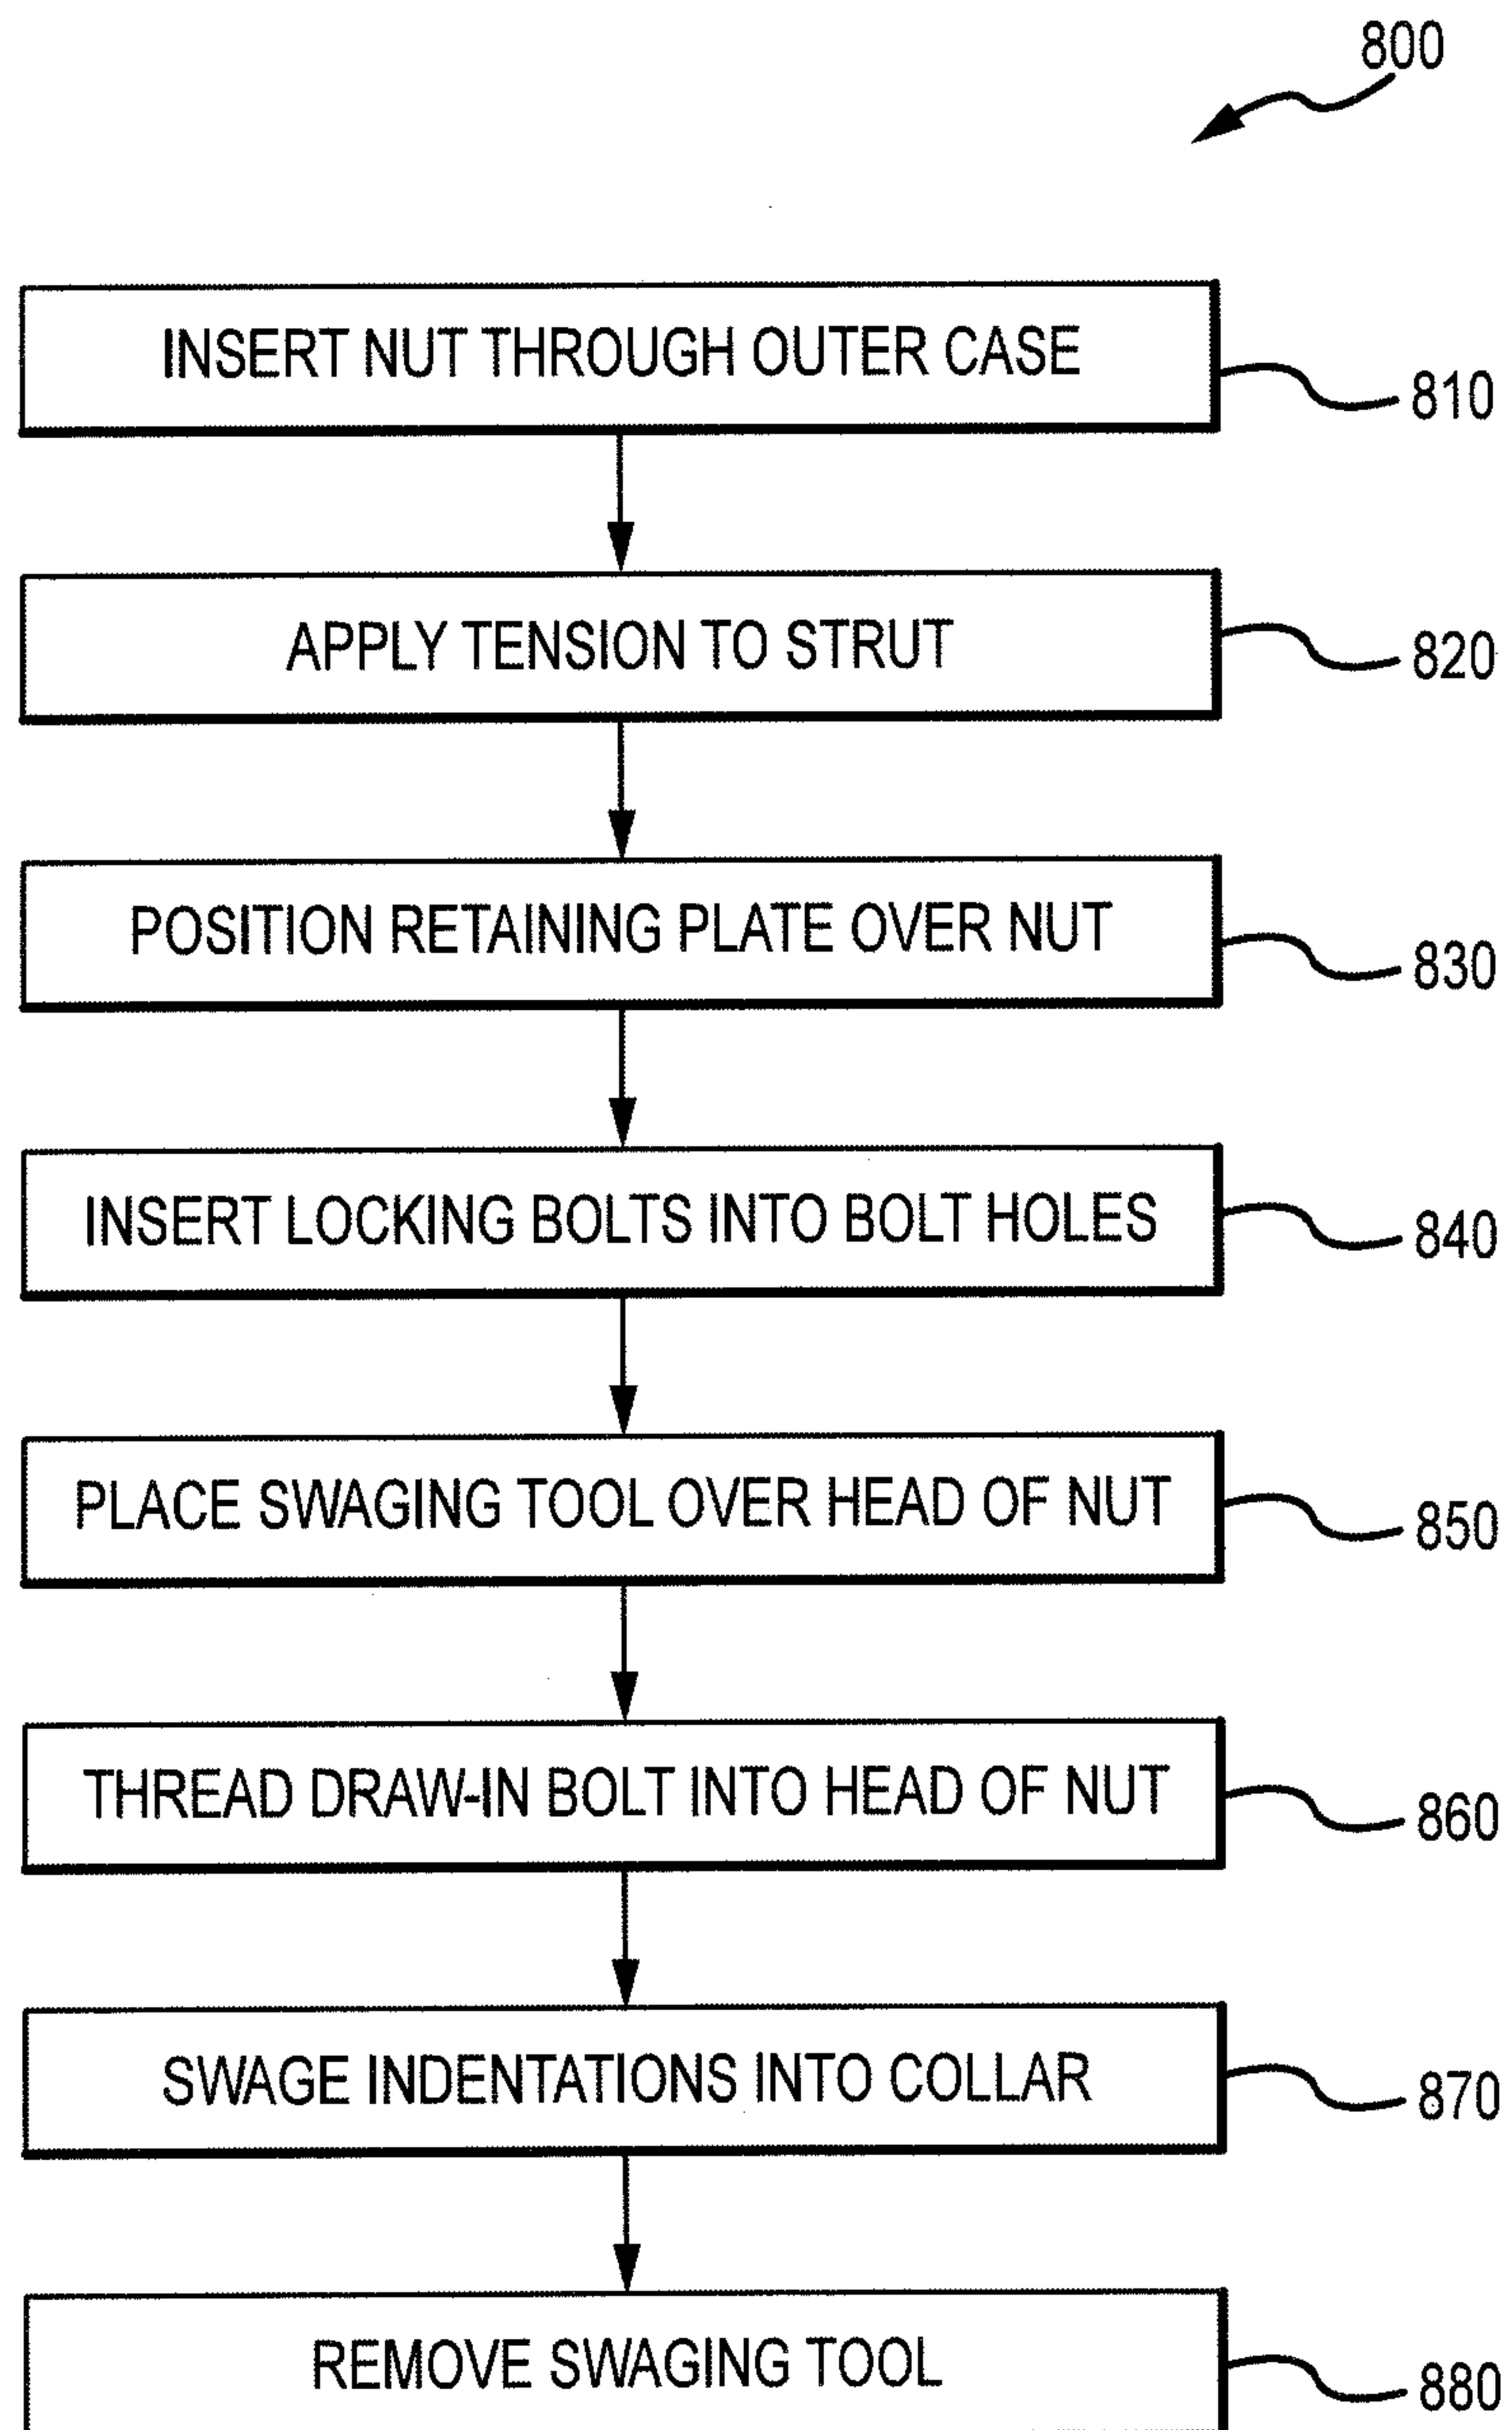 800
INSERT NUT THROUGH OUTER CASE
810
APPLY TENSION TO STRUT
820
POSITION RETAINING PLATE OVER NUT
830
INSERT LOCKING BOLTS INTO BOLT HOLES
840
PLACE SWAGING TOOL OVER HEAD OF NUT
850
THREAD DRAW-IN BOLT INTO HEAD OF NUT
860
SWAGE INDENTATIONS INTO COLLAR
870
REMOVE SWAGING TOOL
880